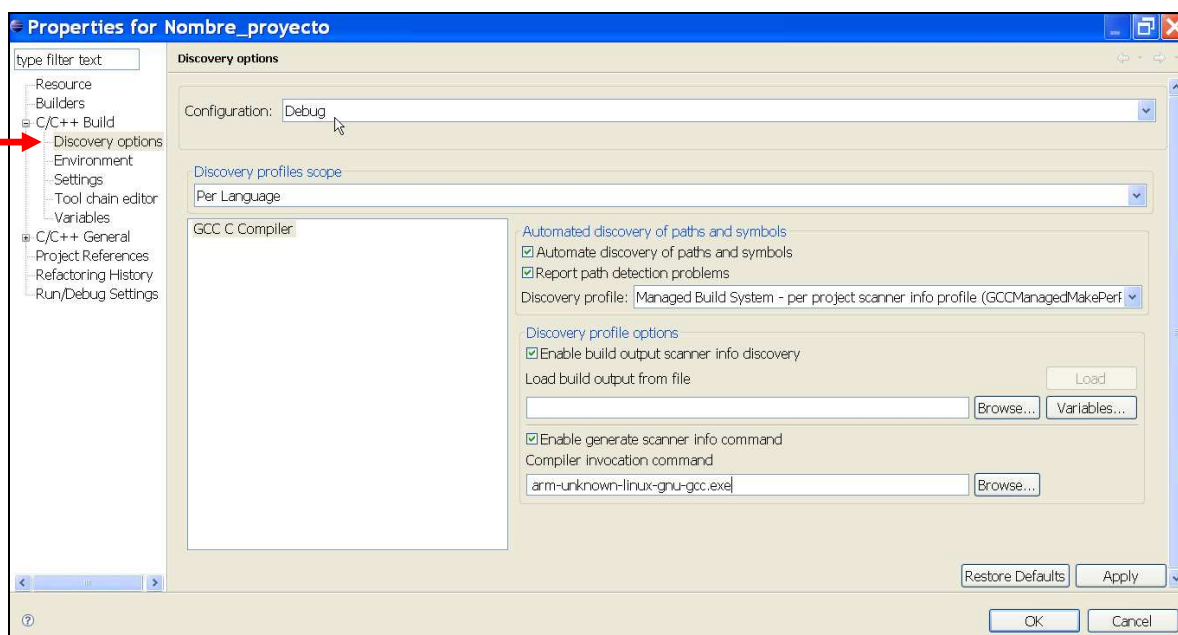 Properties for Nombre_proyecto
type filter text
Discovery options
Resource
Builders
C/C++ Build
Discovery options
Environment
Settings
Tool chain editor
Variables
C/C++ General
Project References
Refactoring History
Run/Debug Settings
Configuration: Debug
Discovery profiles scope
Per Language
GCC C Compiler
Automated discovery of paths and symbols
Automate discovery of paths and symbols
Report path detection problems
Discovery profile: Managed Build System - per project scanner info profile (GCCManagedMakePerF
Discovery profile options
Enable build output scanner info discovery
Load build output from file
Load
Browse... Variables...
Enable generate scanner info command
Compiler invocation command
arm-unknown-linux-gnu-gcc.exe
Browse...
Restore Defaults Apply
OK Cancel